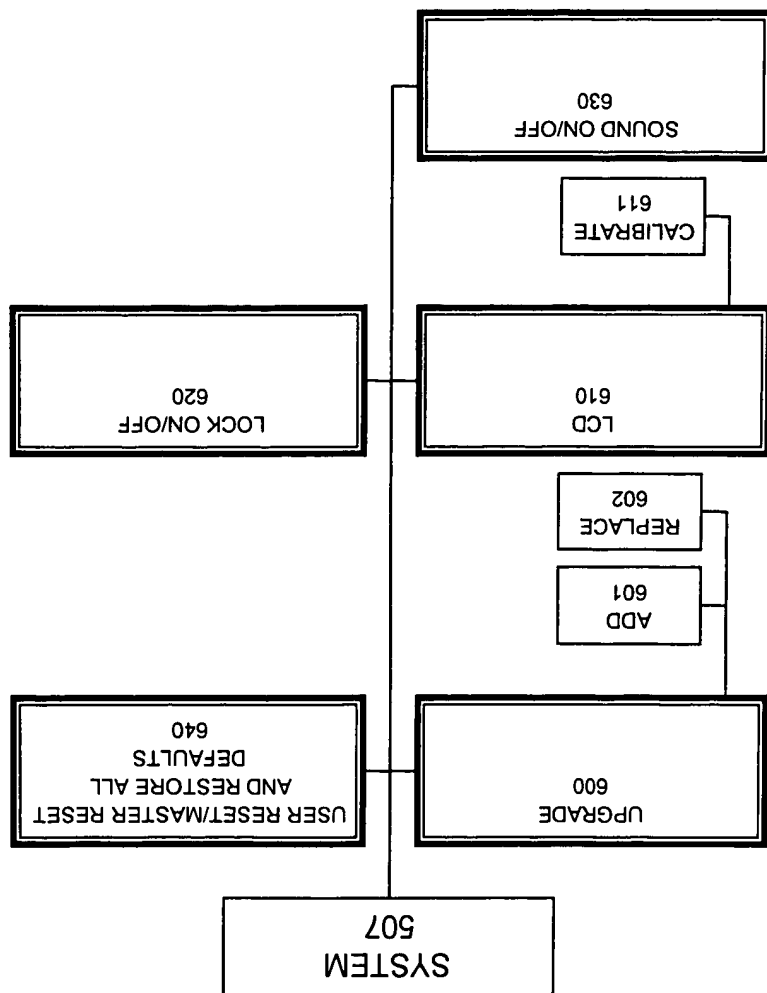 SYSTEM
507
UPGRADE
600
USER RESET/MASTER RESET
AND RESTORE ALL
DEFAULTS
640
ADD
601
REPLACE
602
LCD
610
LOCK ON/OFF
620
CALIBRATE
611
SOUND ON/OFF
630